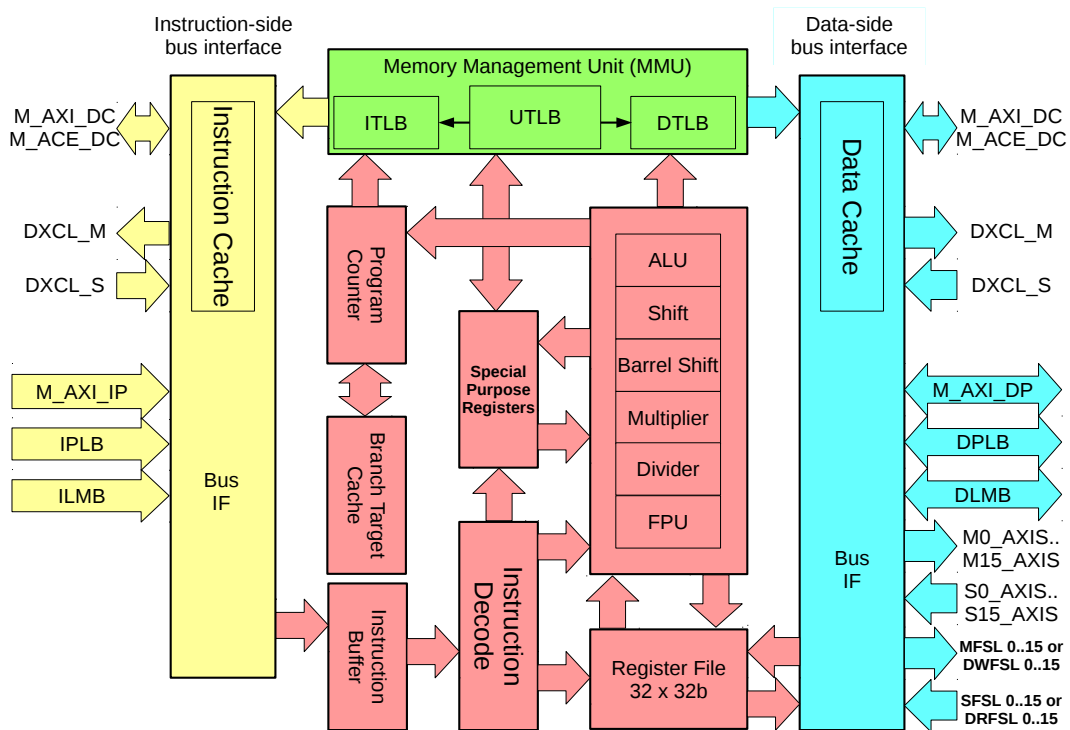 Instruction-side
bus interface
Data-side
bus interface
Memory Management Unit (MMU)
ITLB
UTLB
DTLB
M_AXI_DC
M_ACE_DC
DXCL_M
DXCL_S
M_AXI_IP
IPLB
ILMB
Instruction Cache
Bus
IF
Program
Counter
Branch Target
Cache
Instruction
Buffer
Special
Purpose
Registers
Instruction
Decode
ALU
Shift
Barrel Shift
Multiplier
Divider
FPU
Register File
32 x 32b
Data Cache
Bus
IF
M_AXI_DC
M_ACE_DC
DXCL_M
DXCL_S
M_AXI_DP
DPLB
DLMB
M0_AXIS..
M15_AXIS
S0_AXIS..
S15_AXIS
MFSL 0..15 or
DWFSL 0..15
SFSL 0..15 or
DRFSL 0..15